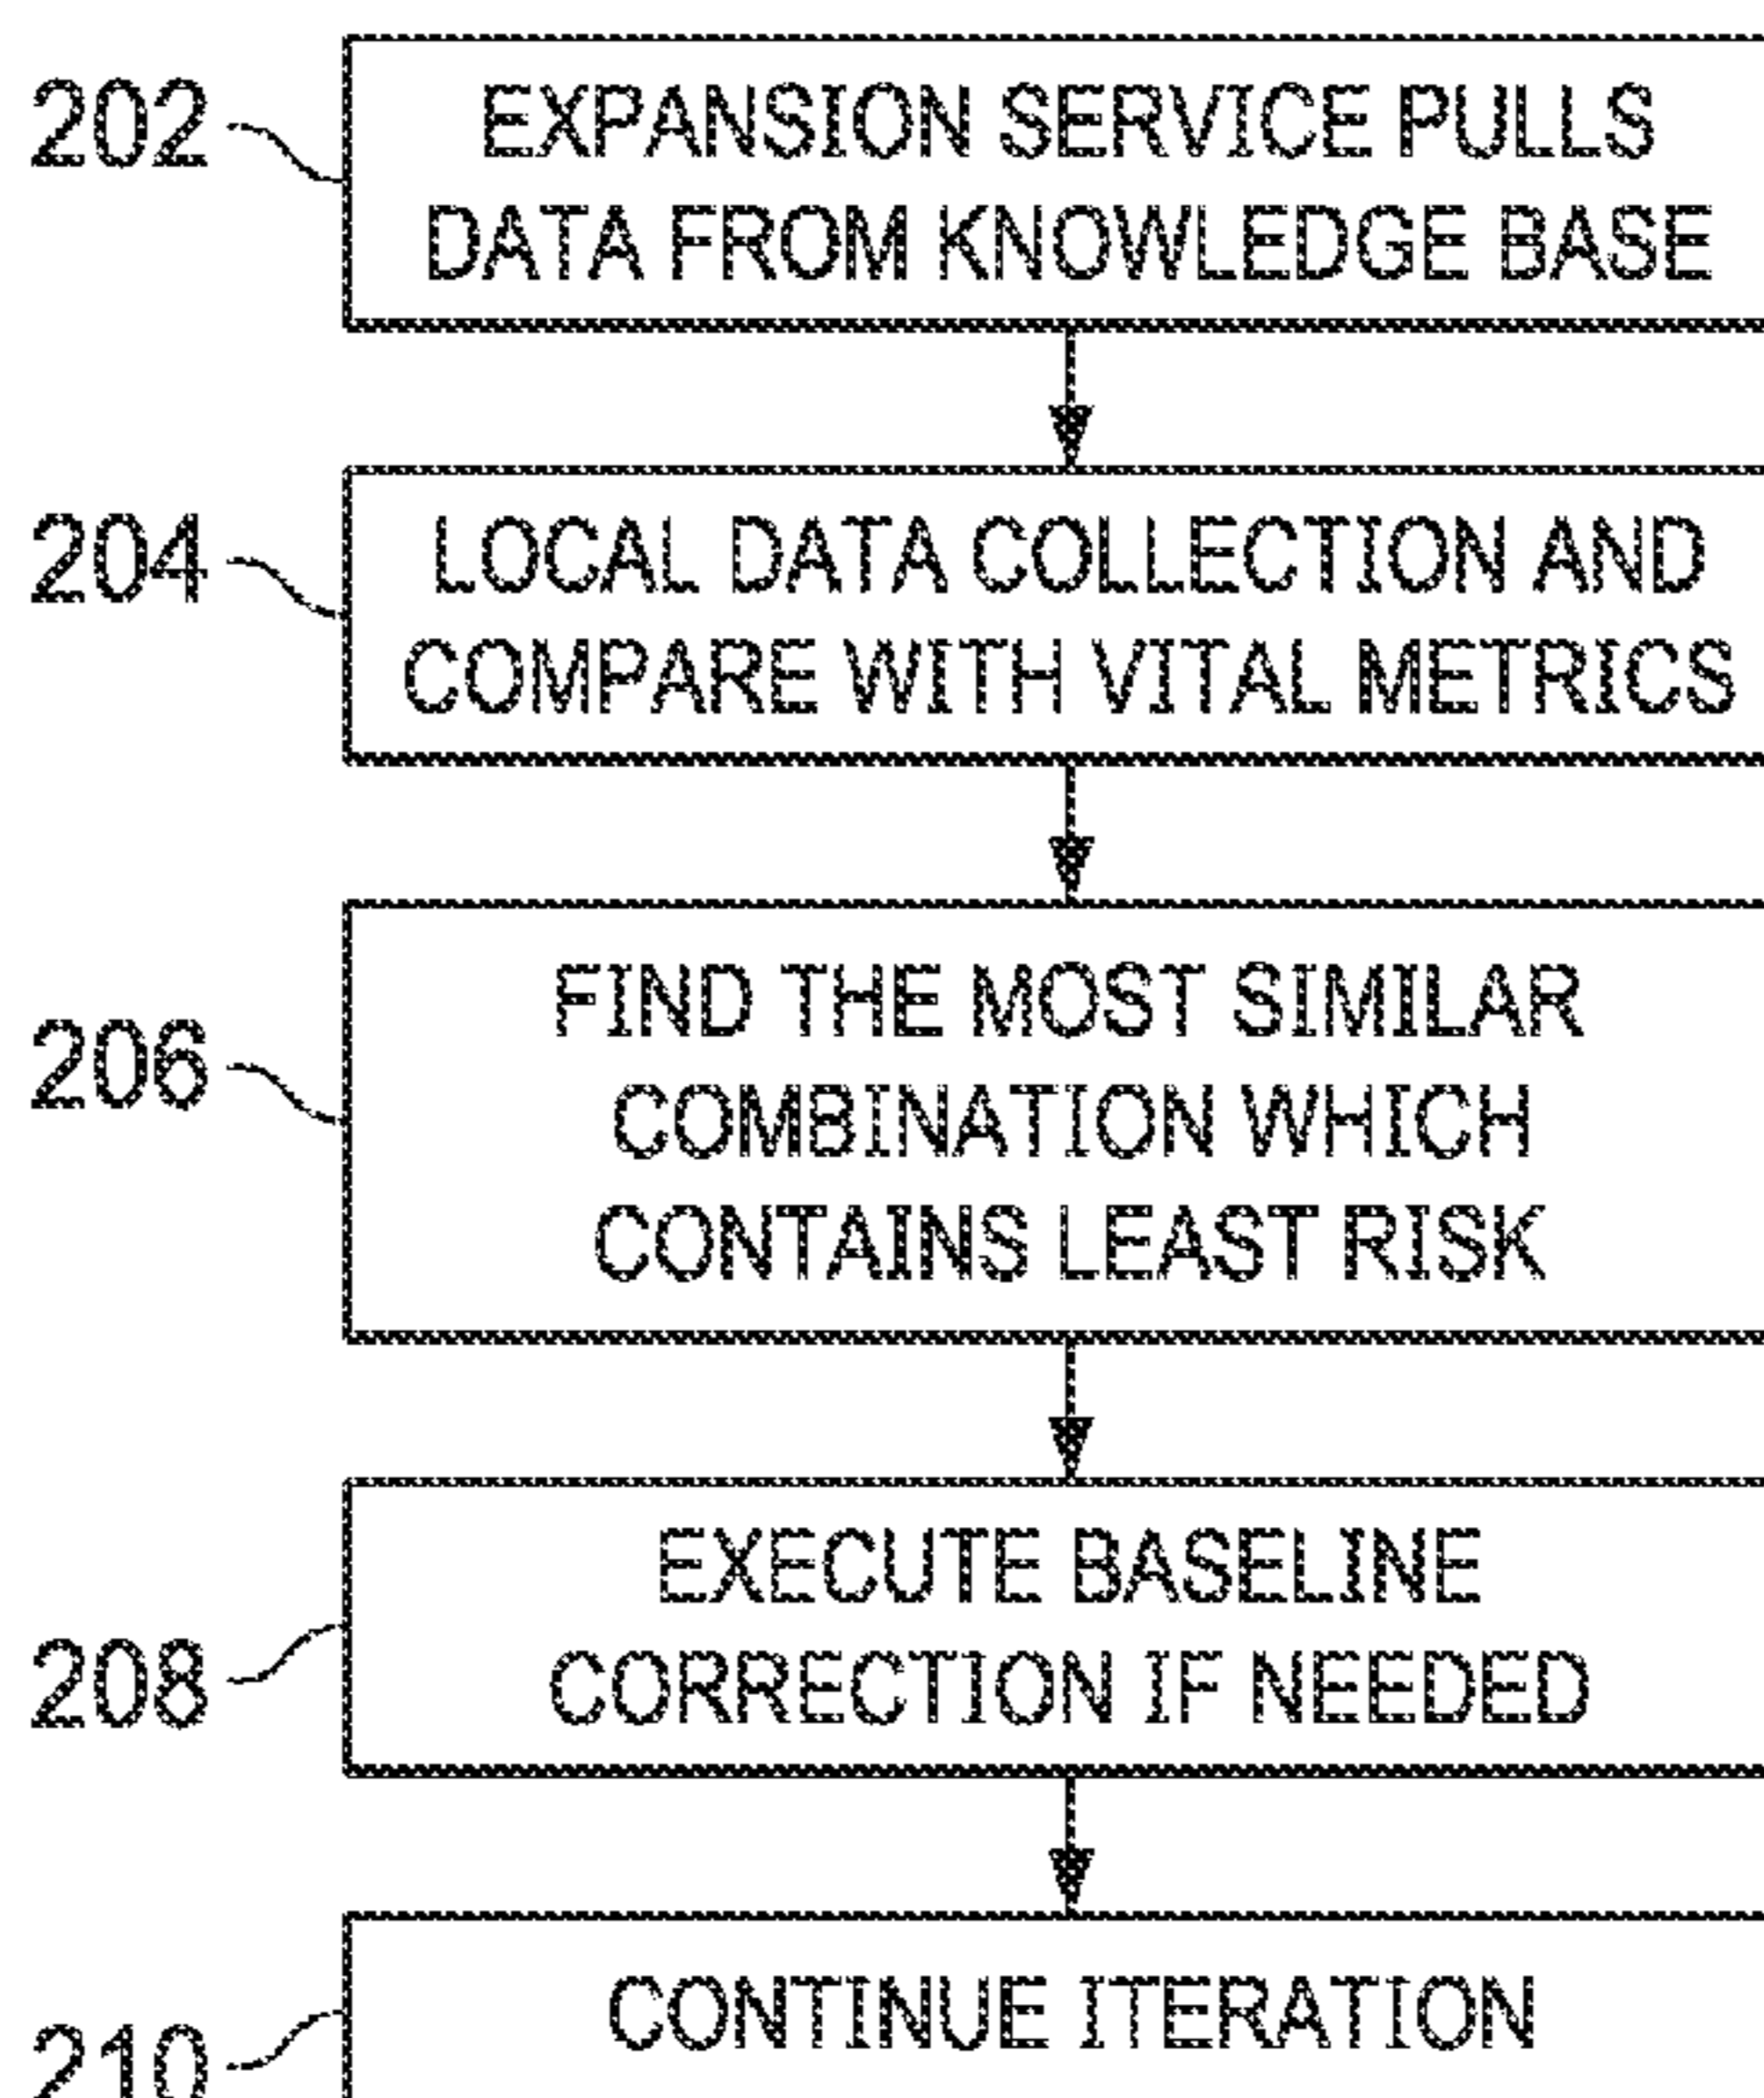 202
EXPANSION SERVICE PULLS
DATA FROM KNOWLEDGE BASE
204
LOCAL DATA COLLECTION AND
COMPARE WITH VITAL METRICS
206
FIND THE MOST SIMILAR
COMBINATION WHICH
CONTAINS LEAST RISK
208
EXECUTE BASELINE
CORRECTION IF NEEDED
210
CONTINUE ITERATION